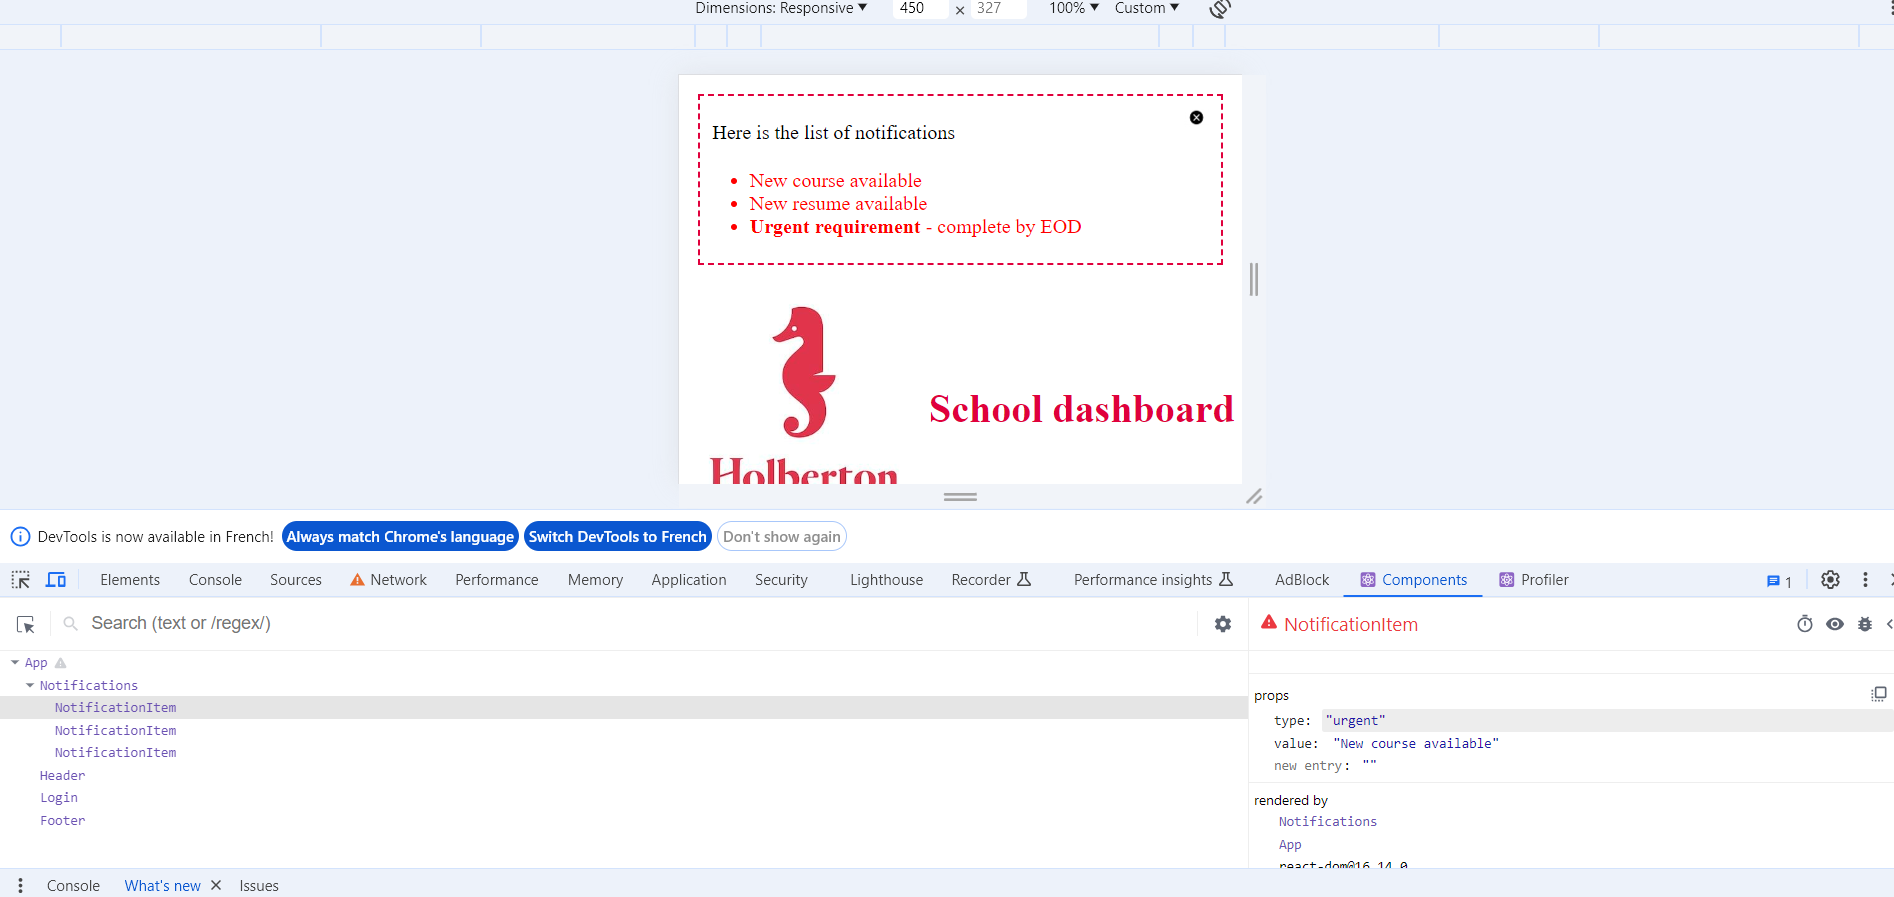 Dimensions: Responsive ▼ 450 × 327 100% ▼ Custom ▼
Here is the list of notifications
• New course available
• New resume available
• Urgent requirement - complete by EOD
School dashboard
Holberton
DevTools is now available in French! Always match Chrome's language Switch DevTools to French Don't show again
Elements Console Sources Network Performance Memory Application Security Lighthouse Recorder Performance insights AdBlock Components Profiler 1
Search (text or /regex/)
NotificationItem
App
Notifications
NotificationItem
NotificationItem
NotificationItem
Header
Login
Footer
props
type: "urgent"
value: "New course available"
new entry: ""
rendered by
Notifications
App
react-dom@16.14.0
Console What's new × Issues